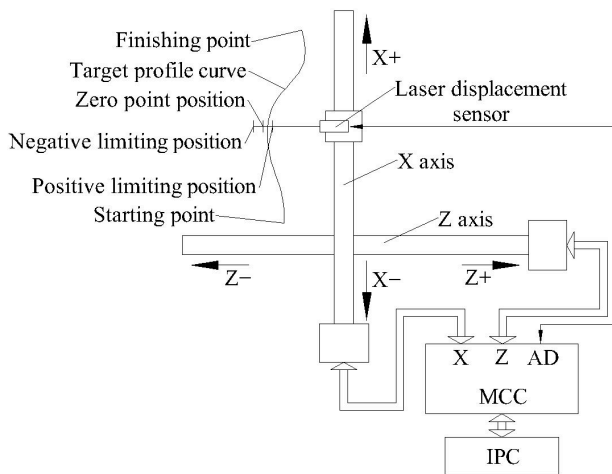 Finishing point
Target profile curve
Zero point position
Negative limiting position
Positive limiting position
Starting point
X+
Laser displacement
sensor
X axis
Z axis
Z−
X−
Z+
X
Z
AD
MCC
IPC